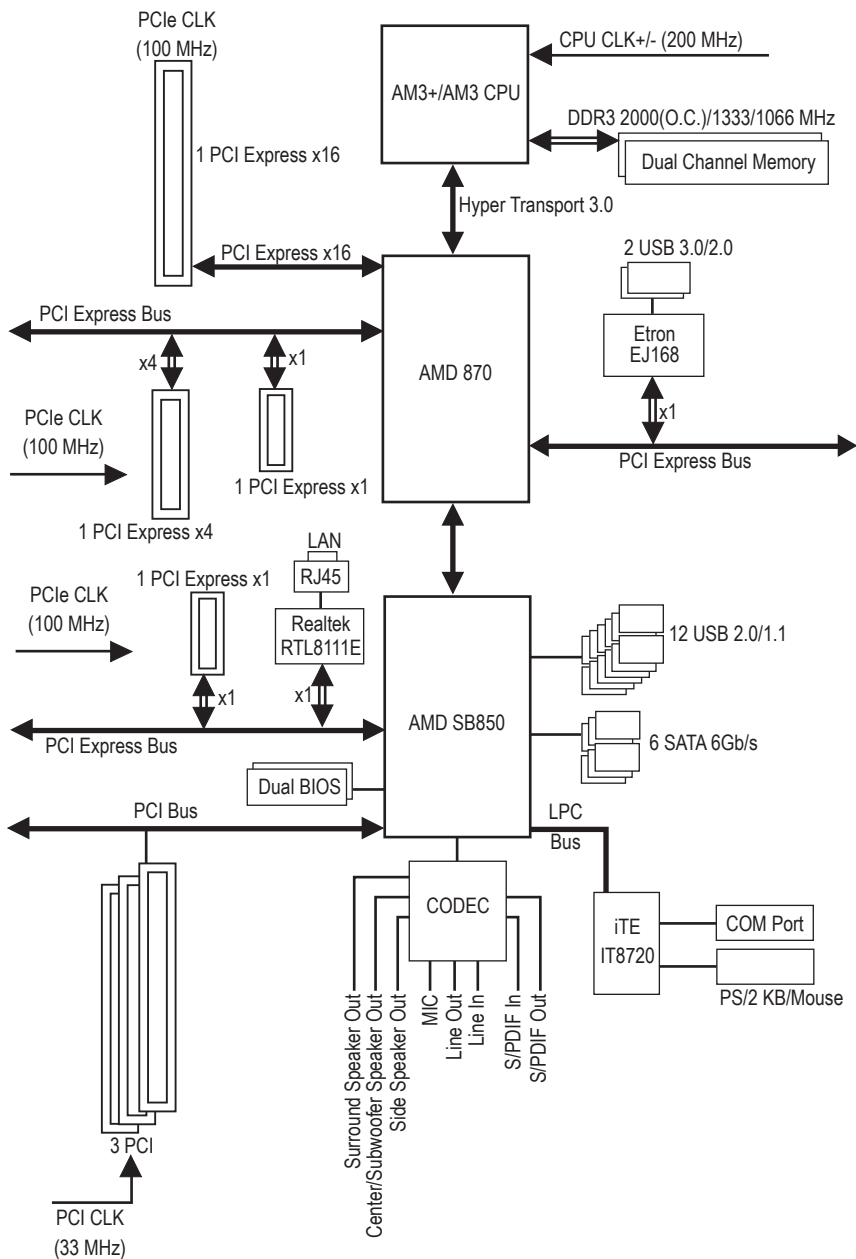 PCIe CLK
(100 MHz)
1 PCI Express x16
AM3+/AM3 CPU
CPU CLK+/- (200 MHz)
DDR3 2000(O.C.)/1333/1066 MHz
Dual Channel Memory
Hyper Transport 3.0
PCI Express x16
2 USB 3.0/2.0
PCI Express Bus
Etron
EJ168
x4
x1
AMD 870
x1
PCIe CLK
(100 MHz)
1 PCI Express x1
PCI Express Bus
1 PCI Express x4
LAN
RJ45
1 PCI Express x1
PCIe CLK
(100 MHz)
Realtek
RTL8111E
12 USB 2.0/1.1
x1
x1
AMD SB850
PCI Express Bus
6 SATA 6Gb/s
Dual BIOS
PCI Bus
LPC
Bus
CODEC
iTE
IT8720
COM Port
PS/2 KB/Mouse
Surround Speaker Out
Center/Subwoofer Speaker Out
Side Speaker Out
MIC
Line Out
Line In
S/PDIF In
S/PDIF Out
3 PCI
PCI CLK
(33 MHz)